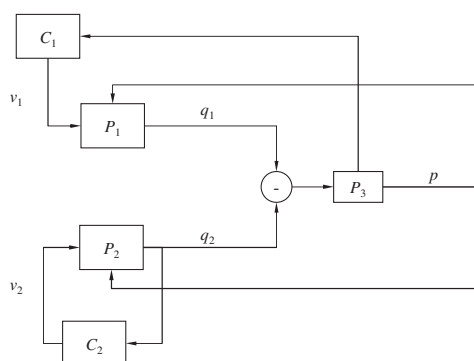 C₁
v₁
P₁
q₁
-
P₃
p
P₂
q₂
v₂
C₂